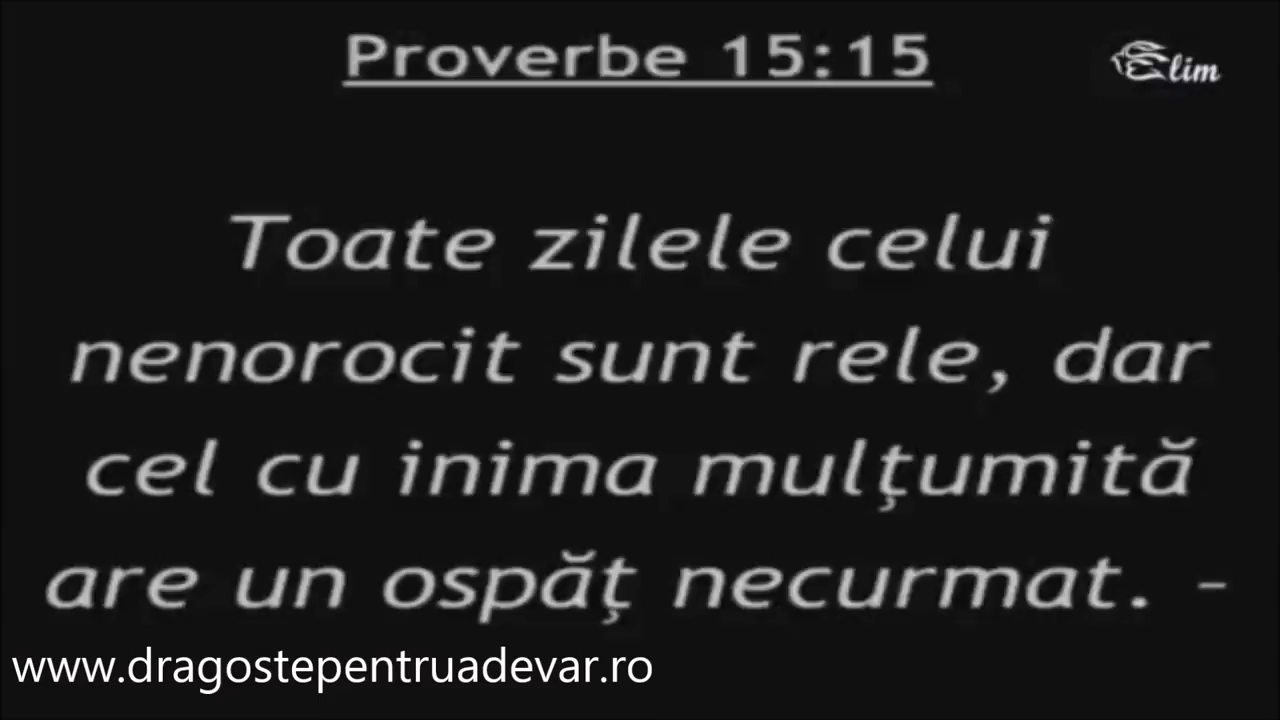 Proverbe 15:15
Elim
Toate zilele celui
nenorocit sunt rele, dar
cel cu inima mulţumită
are un ospăţ necurmat. -
www.dragostepentruadevar.ro